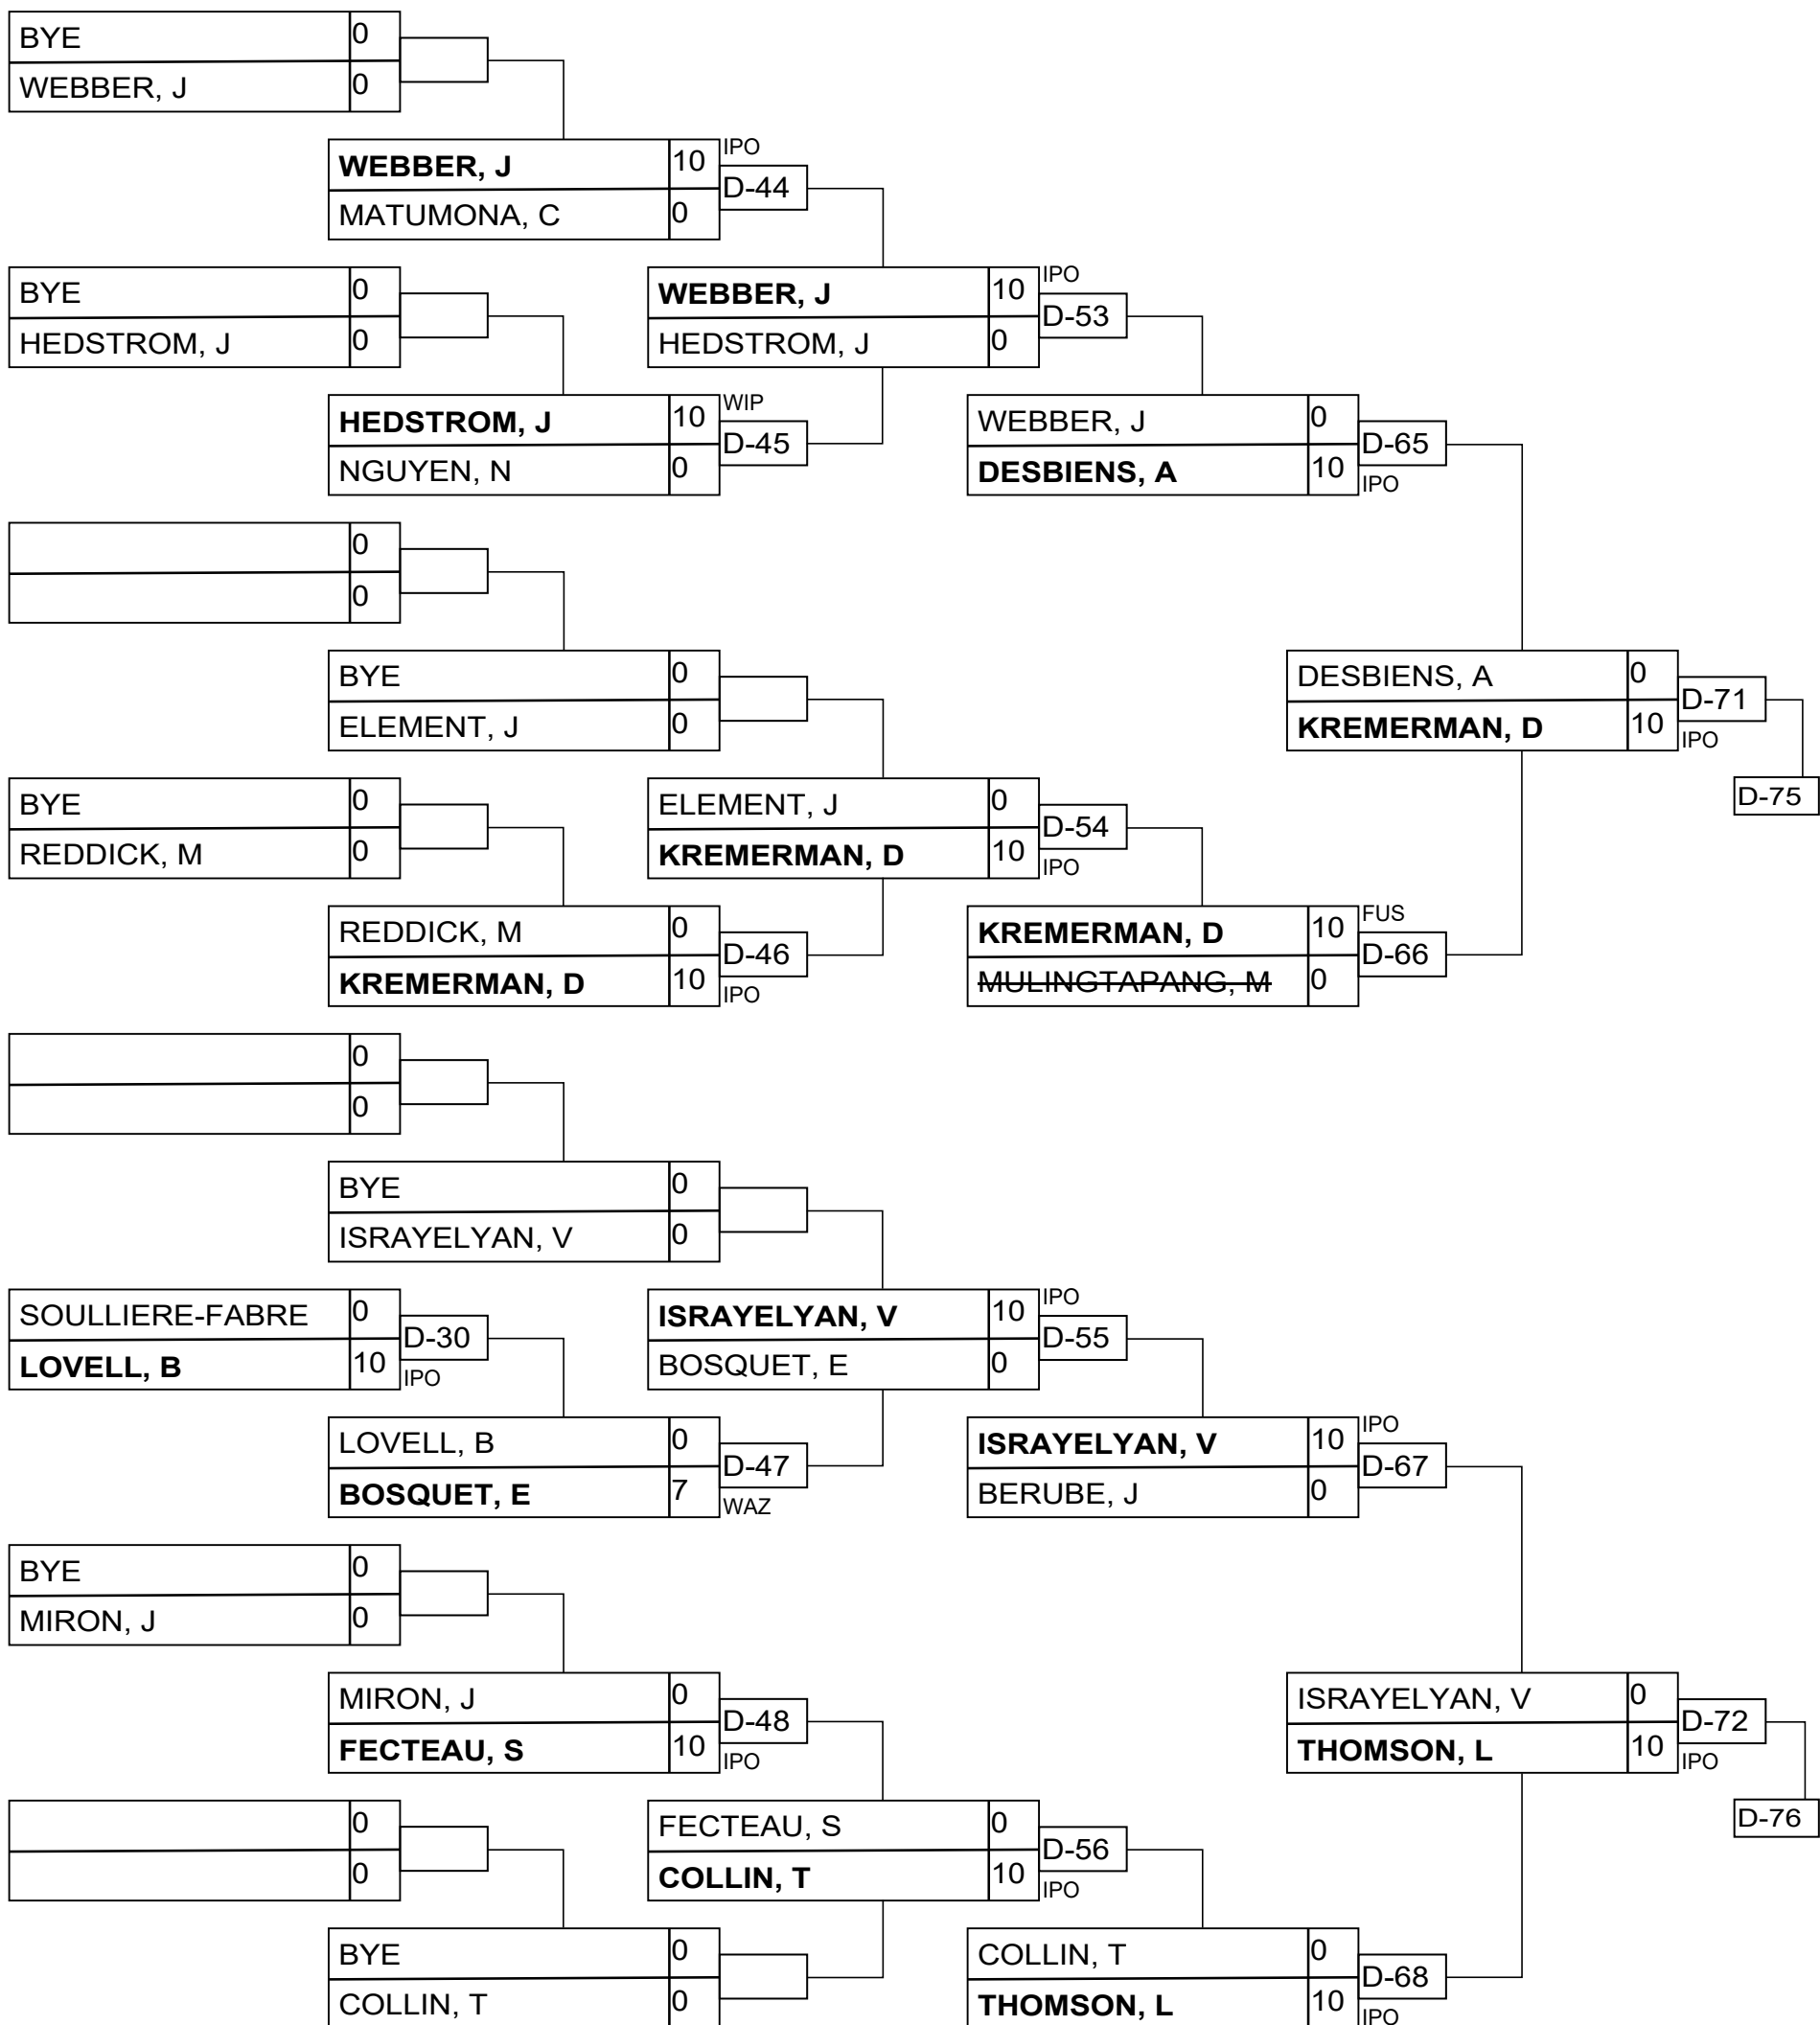 BYE 0
WEBBER, J 0
WEBBER, J 10 IPO
D-44
MATUMONA, C 0
BYE 0
HEDSTROM, J 0
WEBBER, J 10 IPO
D-53
HEDSTROM, J 0
HEDSTROM, J 10 WIP
D-45
NGUYEN, N 0
WEBBER, J 0
D-65
DESBIENS, A 10 IPO
0
0
BYE 0
ELEMENT, J 0
DESBIENS, A 0
D-71
KREMERMAN, D 10 IPO
D-75
BYE 0
REDDICK, M 0
ELEMENT, J 0
D-54
KREMERMAN, D 10 IPO
REDDICK, M 0
D-46
KREMERMAN, D 10 IPO
KREMERMAN, D 10 FUS
D-66
MULINGTAPANG, M 0
0
0
BYE 0
ISRAYELYAN, V 0
SOULLIERE-FABRE 0
D-30
LOVELL, B 10 IPO
ISRAYELYAN, V 10 IPO
D-55
BOSQUET, E 0
LOVELL, B 0
D-47
BOSQUET, E 7 WAZ
ISRAYELYAN, V 10 IPO
D-67
BERUBE, J 0
BYE 0
MIRON, J 0
MIRON, J 0
D-48
FECTEAU, S 10 IPO
ISRAYELYAN, V 0
D-72
THOMSON, L 10 IPO
D-76
0
0
FECTEAU, S 0
D-56
COLLIN, T 10 IPO
BYE 0
COLLIN, T 0
COLLIN, T 0
D-68
THOMSON, L 10 IPO